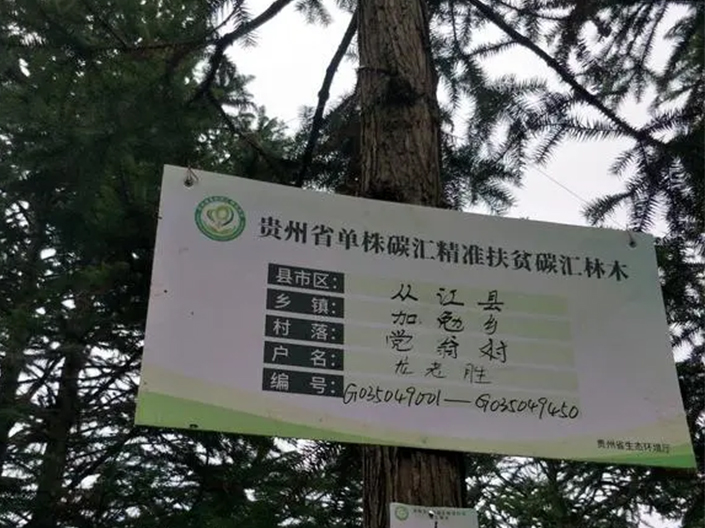 贵州省单株碳汇精准扶贫碳汇林木
县市区： 从江县
乡 镇： 加勉乡
村 落： 党翁村
户 名： 龙老胜
编 号： G035049001—G035049450
贵州省生态环境厅